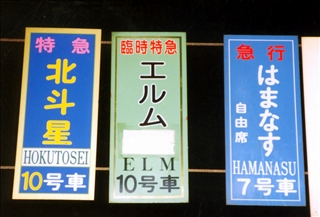 特急
北斗星
HOKUTOSEI
10号車
臨時特急
エルム
ELM
10号車
急行
はまなす
自由席
HAMANASU
7号車